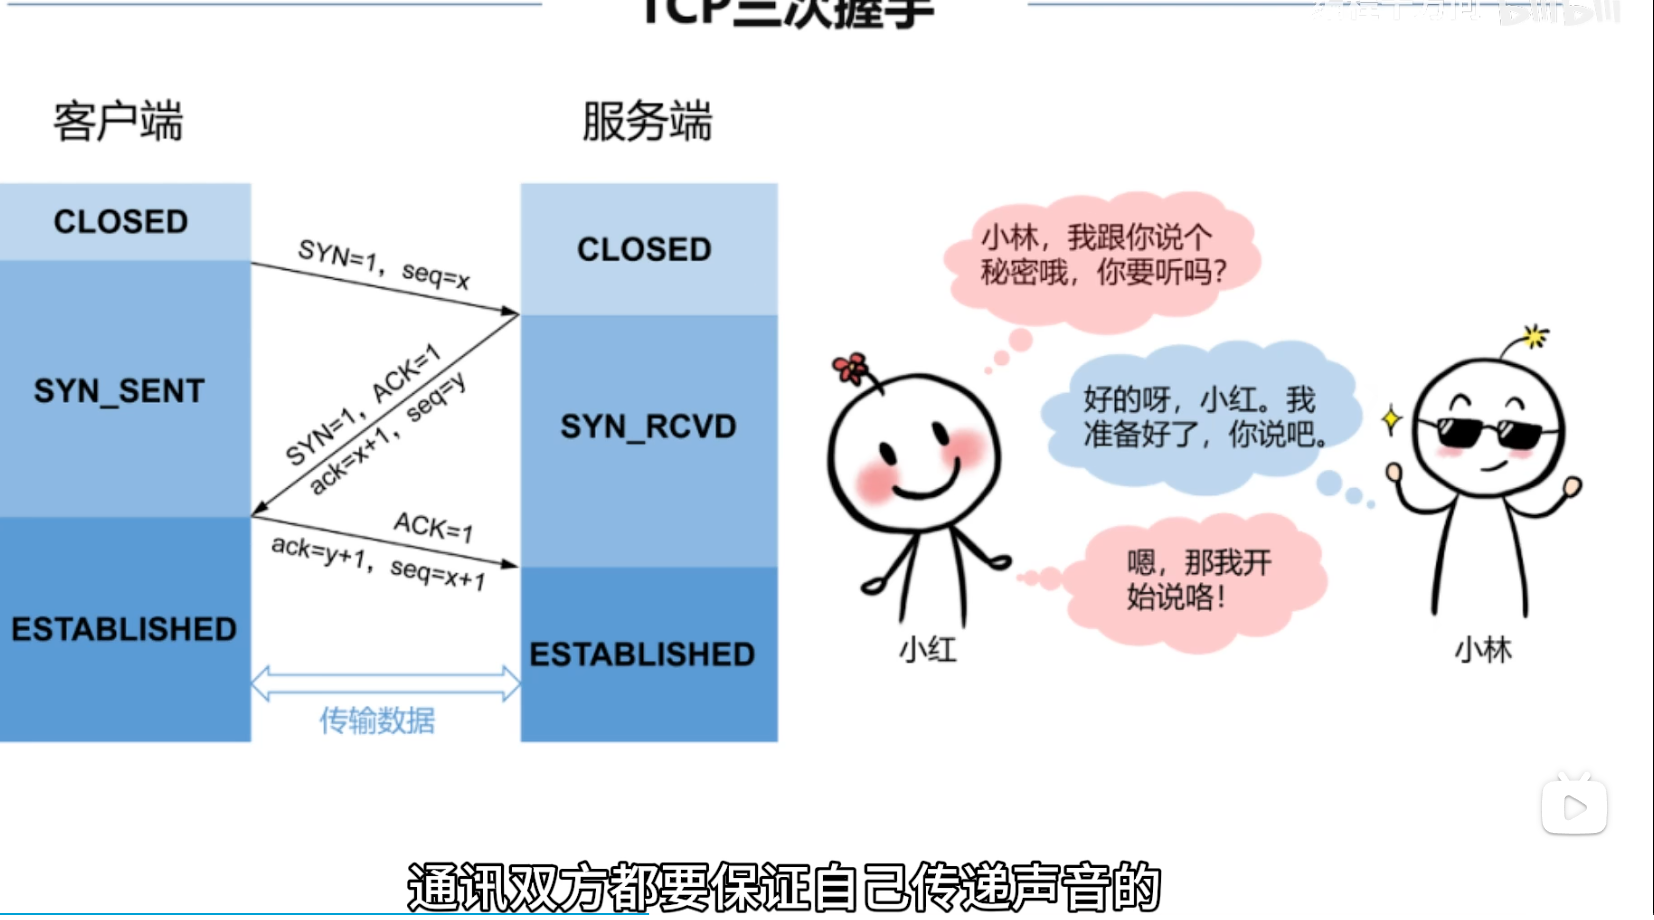 TCP三次握手
bilibili
客户端
服务端
CLOSED
CLOSED
SYN=1，seq=x
SYN_SENT
SYN=1，ACK=1
ack=x+1，seq=y
SYN_RCVD
ACK=1
ack=y+1，seq=x+1
ESTABLISHED
ESTABLISHED
传输数据
小林，我跟你说个
秘密哦，你要听吗？
好的呀，小红。我
准备好了，你说吧。
嗯，那我开
始说咯！
小红
小林
通讯双方都要保证自己传递声音的